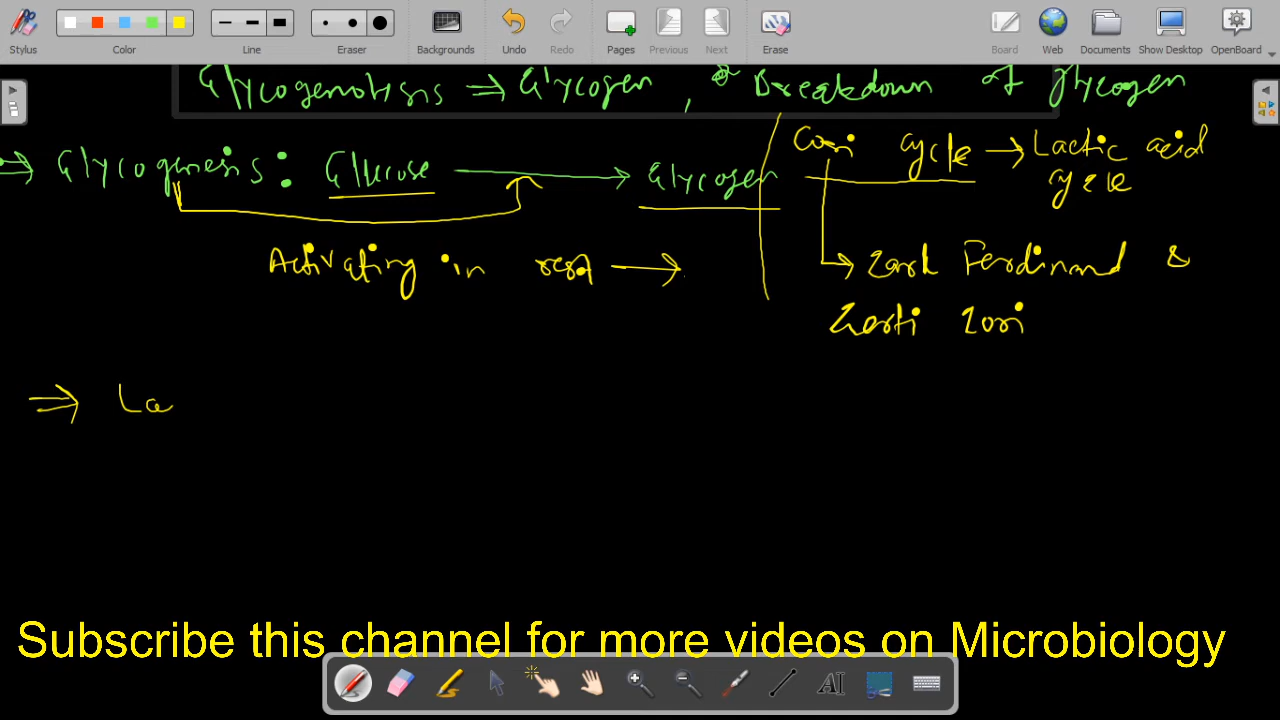 Stylus Color Line Eraser Backgrounds Undo Redo Pages Previous Next Erase Board Web Documents Show Desktop OpenBoard
Glycogenolysis ⇒ Glycogen, Breakdown of glycogen
⇒ Glycogenesis : Glucose → Glycogen
Activating in rest →
Cori cycle → Lactic acid
cycle
→ Ferdinand &
Cori
⇒ La
Subscribe this channel for more videos on Microbiology
AI